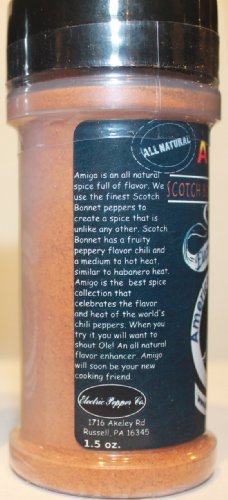 ALL NATURAL
A
SCOTCH B
Amigo is an all natural
spice full of flavor. We
use the finest Scotch
Bonnet peppers to
create a spice that is
unlike any other. Scotch
Bonnet has a fruity
peppery flavor chili and
a medium to hot heat,
similar to habanero heat.
Amigo is the best spice
collection that
celebrates the flavor
and heat of the world's
chili peppers. When you
try it you will want to
shout Ole! An all natural
flavor enhancer. Amigo
will soon be your new
cooking friend.
Electric Pepper Co.
1716 Akeley Rd
Russell, PA 16345
1.5 oz.